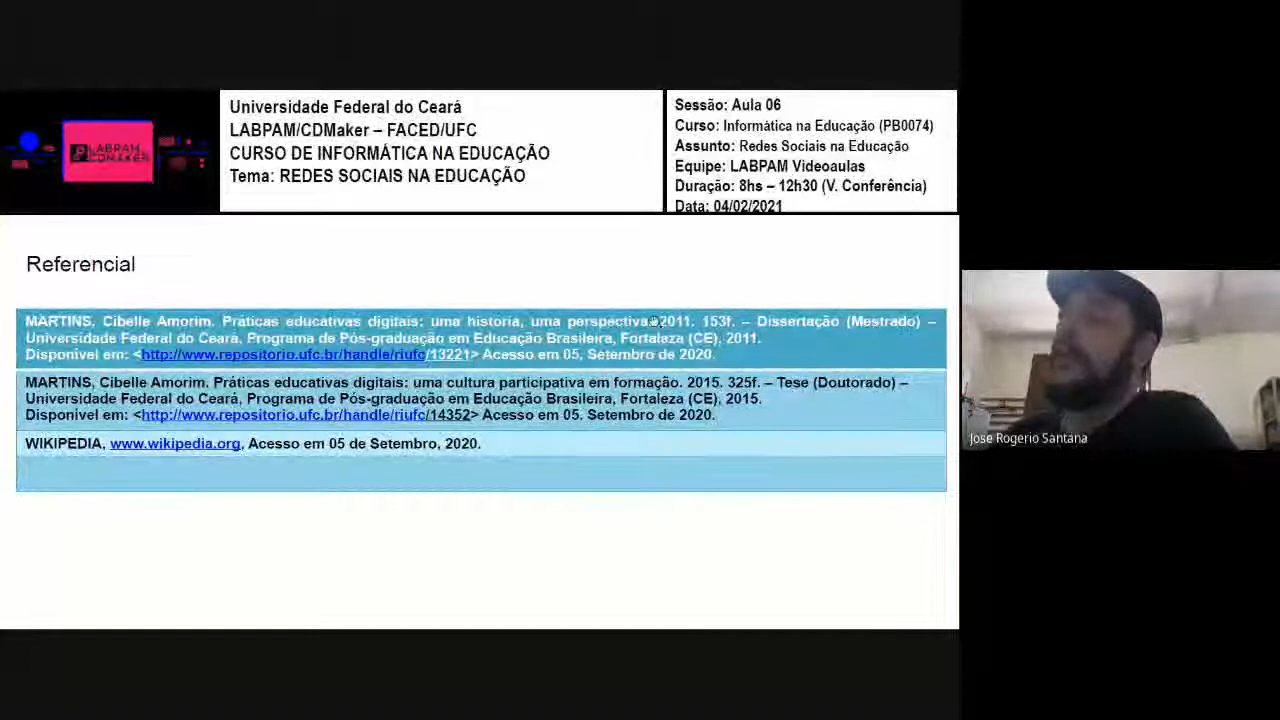 LABPAM
CDMAKER
Universidade Federal do Ceará
LABPAM/CDMaker – FACED/UFC
CURSO DE INFORMÁTICA NA EDUCAÇÃO
Tema: REDES SOCIAIS NA EDUCAÇÃO
Sessão: Aula 06
Curso: Informática na Educação (PB0074)
Assunto: Redes Sociais na Educação
Equipe: LABPAM Videoaulas
Duração: 8hs – 12h30 (V. Conferência)
Data: 04/02/2021
Referencial
MARTINS, Cibelle Amorim. Práticas educativas digitais: uma história, uma perspectiva. 2011. 153f. – Dissertação (Mestrado) –
Universidade Federal do Ceará, Programa de Pós-graduação em Educação Brasileira, Fortaleza (CE), 2011.
Disponível em: <http://www.repositorio.ufc.br/handle/riufc/13221> Acesso em 05. Setembro de 2020.
MARTINS, Cibelle Amorim. Práticas educativas digitais: uma cultura participativa em formação. 2015. 325f. – Tese (Doutorado) –
Universidade Federal do Ceará, Programa de Pós-graduação em Educação Brasileira, Fortaleza (CE), 2015.
Disponível em: <http://www.repositorio.ufc.br/handle/riufc/14352> Acesso em 05. Setembro de 2020.
WIKIPEDIA, www.wikipedia.org, Acesso em 05 de Setembro, 2020.
Jose Rogerio Santana